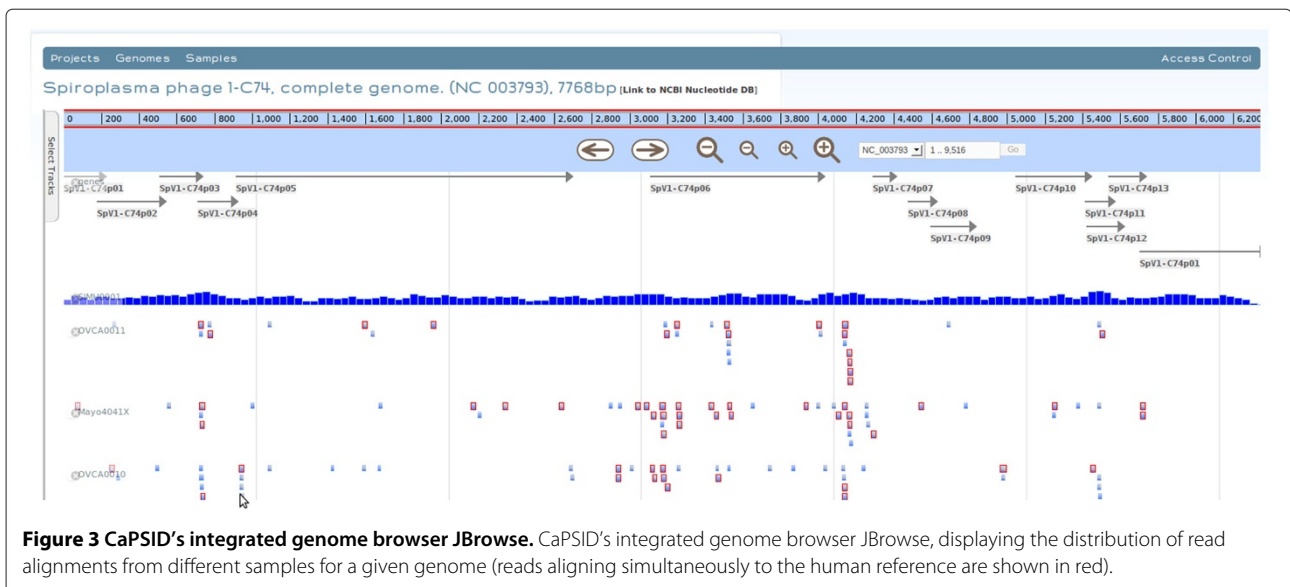 Projects Genomes Samples Access Control
Spiroplasma phage 1-C74, complete genome. (NC 003793), 7768bp [Link to NCBI Nucleotide DB]
0 200 400 600 800 1,000 1,200 1,400 1,600 1,800 2,000 2,200 2,400 2,600 2,800 3,000 3,200 3,400 3,600 3,800 4,000 4,200 4,400 4,600 4,800 5,000 5,200 5,400 5,600 5,800 6,000 6,200
Select Tracks
NC_003793 1 .. 9,516 Go
genes
SpV1-C74p01 SpV1-C74p03 SpV1-C74p05 SpV1-C74p06 SpV1-C74p07 SpV1-C74p10 SpV1-C74p13
SpV1-C74p02 SpV1-C74p04 SpV1-C74p08 SpV1-C74p11
SpV1-C74p09 SpV1-C74p12
SpV1-C74p01
OVCA0011
Mayo4041X
OVCA0010
Figure 3 CaPSID's integrated genome browser JBrowse. CaPSID's integrated genome browser JBrowse, displaying the distribution of read
alignments from different samples for a given genome (reads aligning simultaneously to the human reference are shown in red).